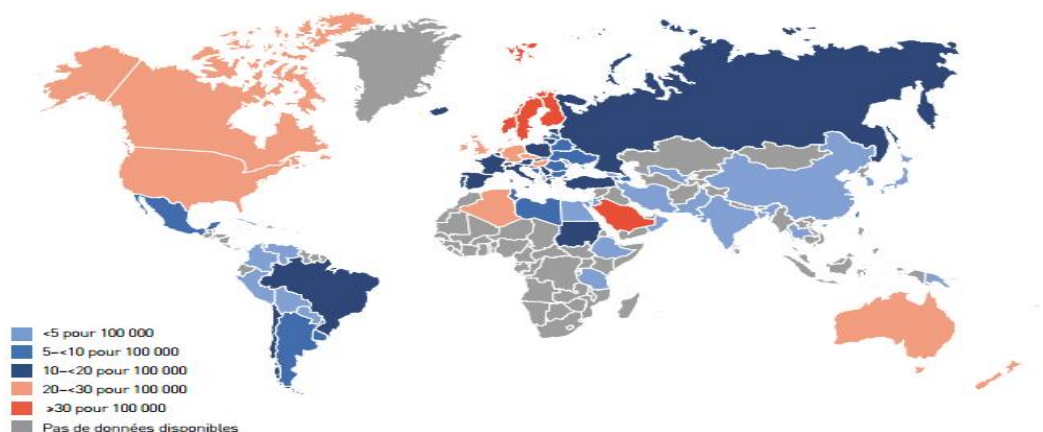 <5 pour 100 000
5–<10 pour 100 000
10–<20 pour 100 000
20–<30 pour 100 000
≥30 pour 100 000
Pas de données disponibles